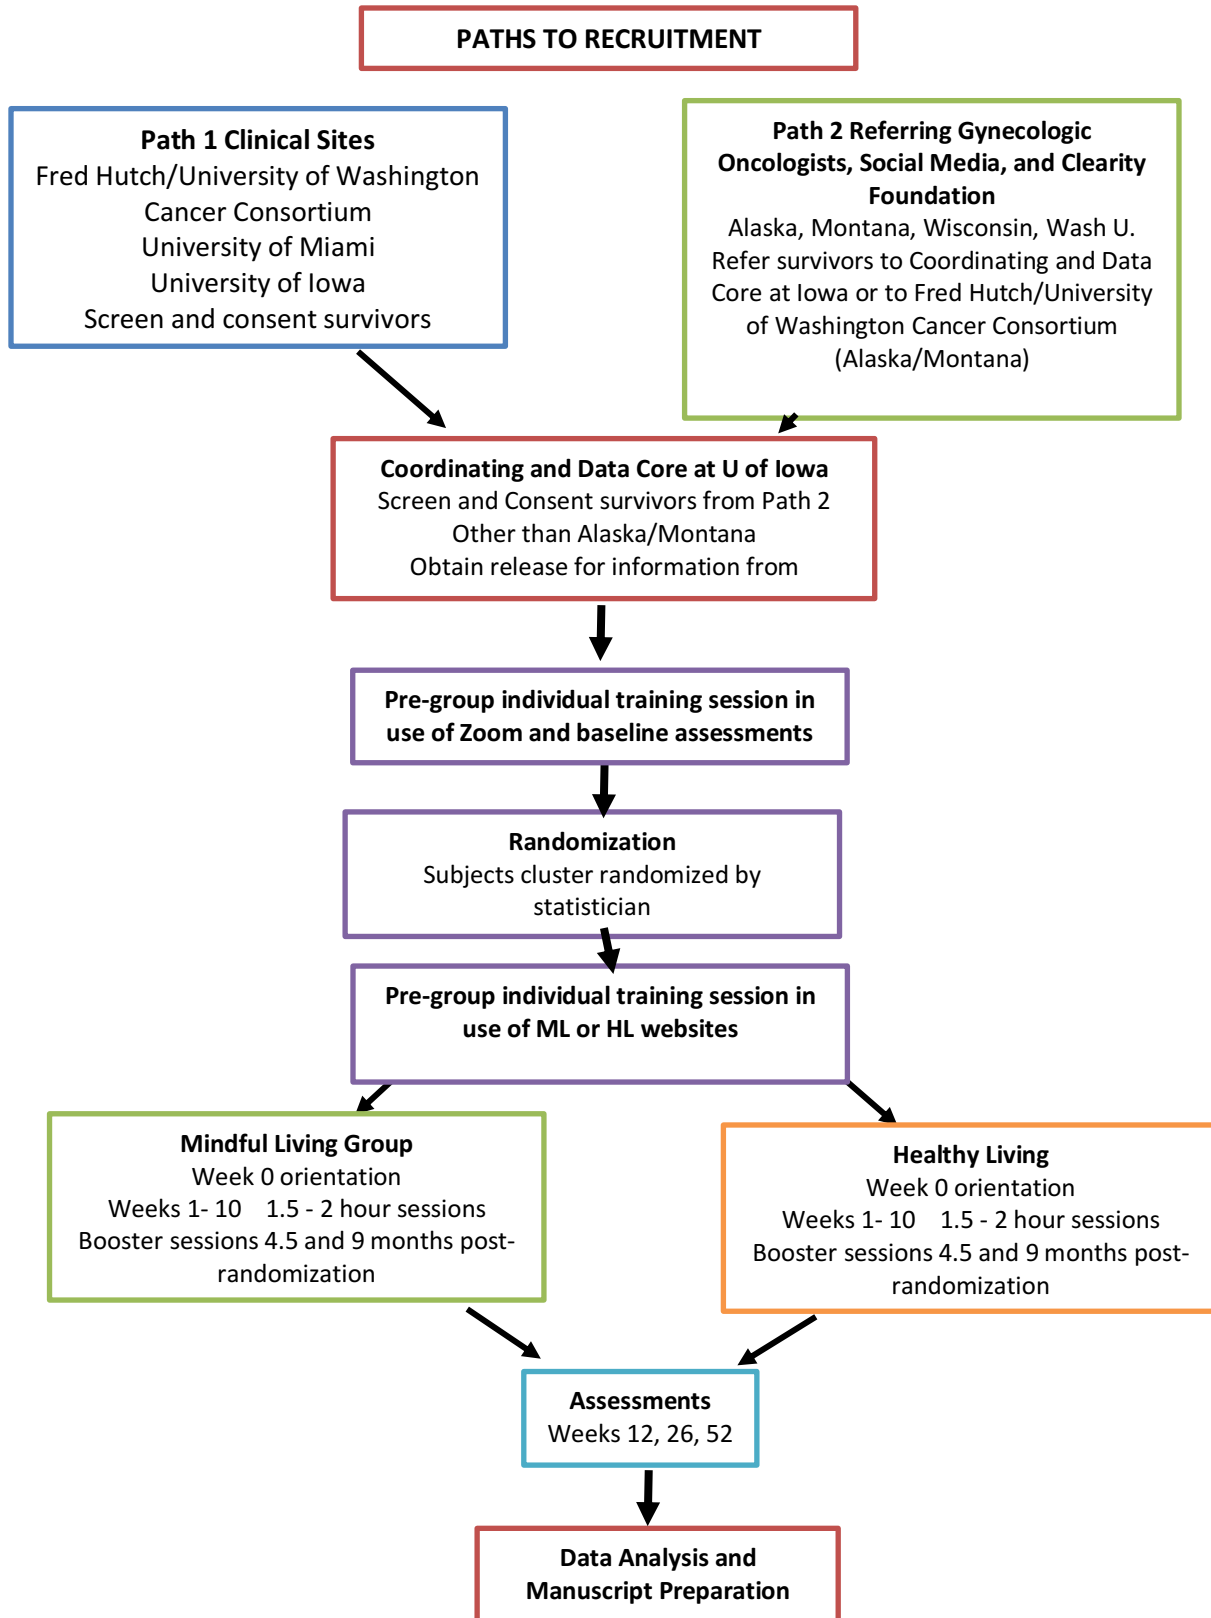 PATHS TO RECRUITMENT
Path 1 Clinical Sites
Fred Hutch/University of Washington
Cancer Consortium
University of Miami
University of Iowa
Screen and consent survivors
Path 2 Referring Gynecologic
Oncologists, Social Media, and Clearity
Foundation
Alaska, Montana, Wisconsin, Wash U.
Refer survivors to Coordinating and Data
Core at Iowa or to Fred Hutch/University
of Washington Cancer Consortium
(Alaska/Montana)
Coordinating and Data Core at U of Iowa
Screen and Consent survivors from Path 2
Other than Alaska/Montana
Obtain release for information from
Pre-group individual training session in
use of Zoom and baseline assessments
Randomization
Subjects cluster randomized by
statistician
Pre-group individual training session in
use of ML or HL websites
Mindful Living Group
Week 0 orientation
Weeks 1- 10 1.5 - 2 hour sessions
Booster sessions 4.5 and 9 months post-
randomization
Healthy Living
Week 0 orientation
Weeks 1- 10 1.5 - 2 hour sessions
Booster sessions 4.5 and 9 months post-
randomization
Assessments
Weeks 12, 26, 52
Data Analysis and
Manuscript Preparation